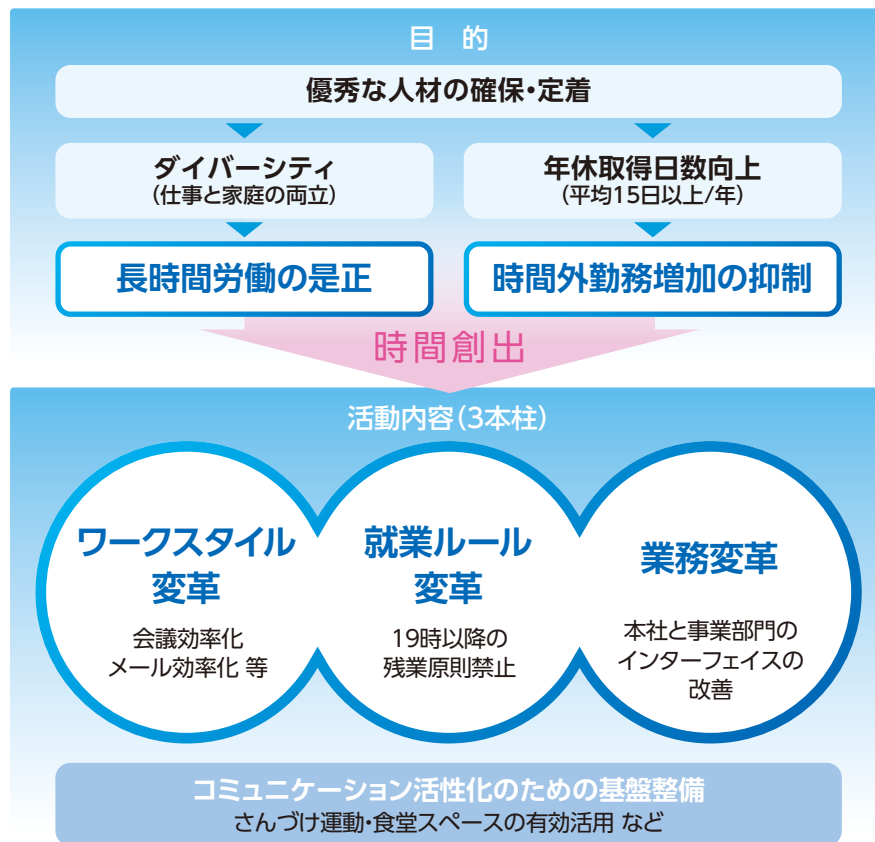 目 的
優秀な人材の確保・定着
ダイバーシティ
(仕事と家庭の両立)
年休取得日数向上
(平均15日以上/年)
長時間労働の是正
時間外勤務増加の抑制
時間創出
活動内容(3本柱)
ワークスタイル
変革
会議効率化
メール効率化 等
就業ルール
変革
19時以降の
残業原則禁止
業務変革
本社と事業部門の
インターフェイスの
改善
コミュニケーション活性化のための基盤整備
さんづけ運動・食堂スペースの有効活用 など